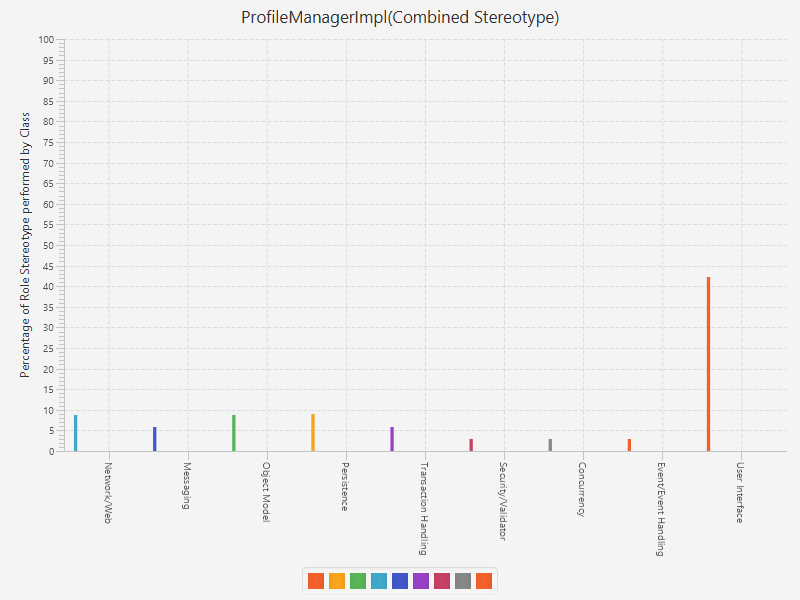 ProfileManagerImpl(Combined Stereotype)
Percentage of Role Stereotype performed by Class
100
95
90
85
80
75
70
65
60
55
50
45
40
35
30
25
20
15
10
5
0
Network/Web
Messaging
Object Model
Persistence
Transaction Handling
Security/Validator
Concurrency
Event/Event Handling
User Interface